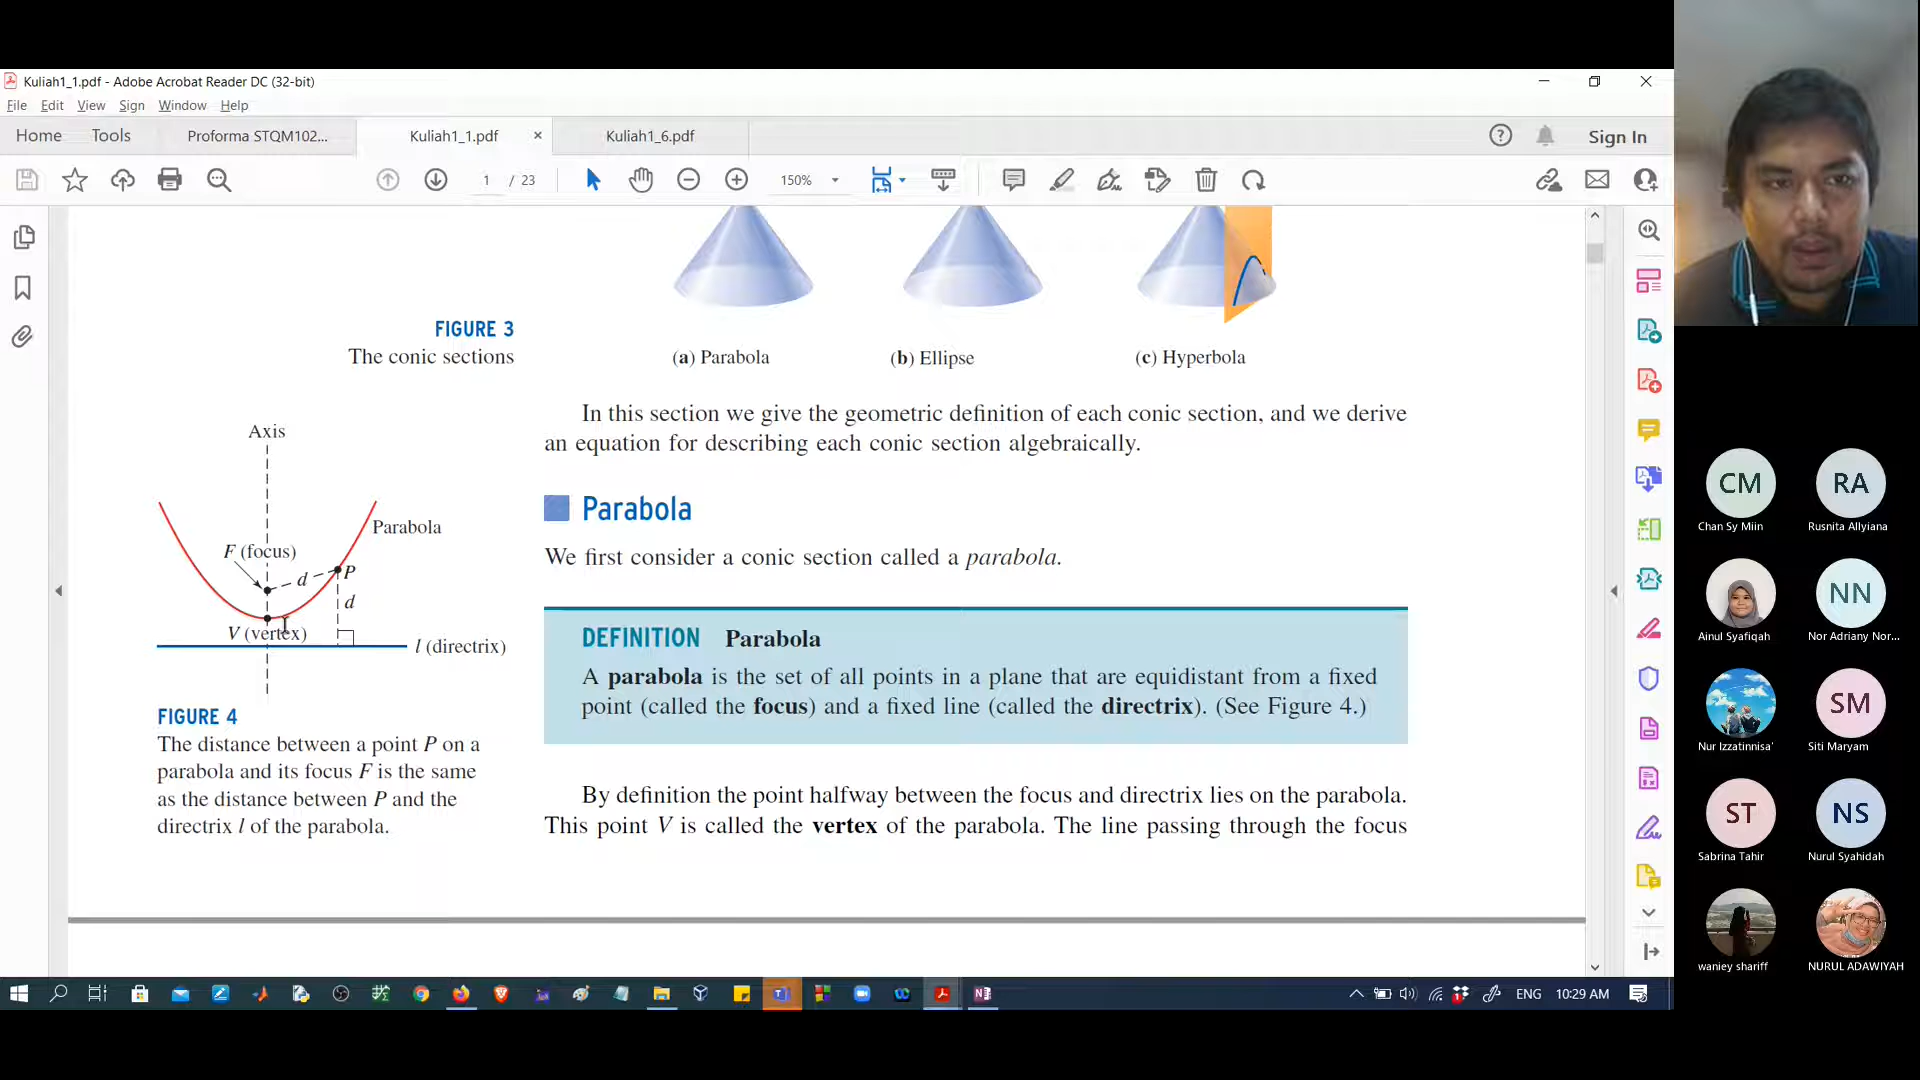 Kuliah1_1.pdf - Adobe Acrobat Reader DC (32-bit)
File Edit View Sign Window Help
Home Tools Proforma STQM102... Kuliah1_1.pdf × Kuliah1_6.pdf Sign In
1 / 23 150%
FIGURE 3
The conic sections
(a) Parabola
(b) Ellipse
(c) Hyperbola
In this section we give the geometric definition of each conic section, and we derive
an equation for describing each conic section algebraically.
Axis
Parabola
F (focus)
d
P
d
V (vertex)
l (directrix)
FIGURE 4
The distance between a point P on a
parabola and its focus F is the same
as the distance between P and the
directrix l of the parabola.
Parabola
We first consider a conic section called a parabola.
DEFINITION Parabola
A parabola is the set of all points in a plane that are equidistant from a fixed
point (called the focus) and a fixed line (called the directrix). (See Figure 4.)
By definition the point halfway between the focus and directrix lies on the parabola.
This point V is called the vertex of the parabola. The line passing through the focus
CM
Chan Sy Miin
RA
Rusnita Allyiana
Ainul Syafiqah
NN
Nor Adriany Nor...
Nur Izzatinnisa'
SM
Siti Maryam
ST
Sabrina Tahir
NS
Nurul Syahidah
waniey shariff
NURUL ADAWIYAH
ENG 10:29 AM